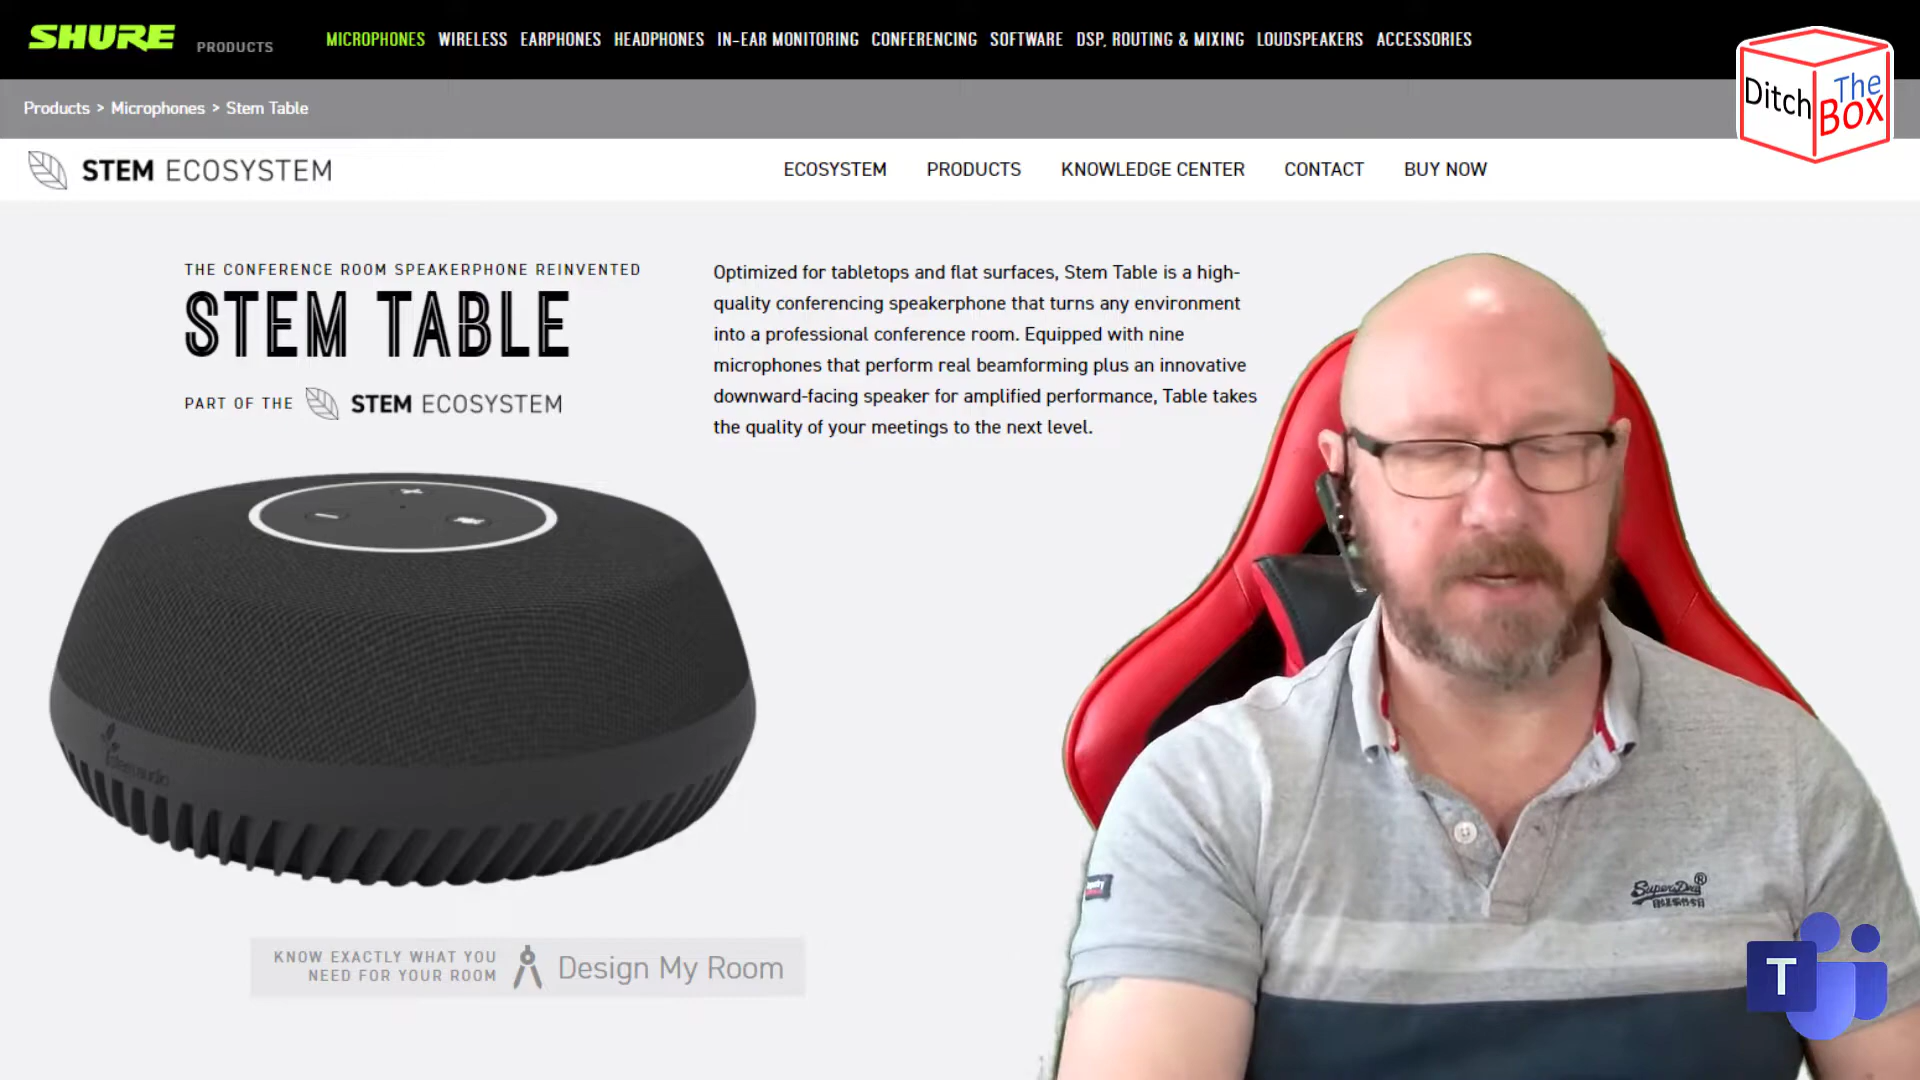 SHURE
PRODUCTS
MICROPHONES WIRELESS EARPHONES HEADPHONES IN-EAR MONITORING CONFERENCING SOFTWARE DSP, ROUTING & MIXING LOUDSPEAKERS ACCESSORIES
Ditch The BOX
Products > Microphones > Stem Table
STEM ECOSYSTEM
ECOSYSTEM PRODUCTS KNOWLEDGE CENTER CONTACT BUY NOW
THE CONFERENCE ROOM SPEAKERPHONE REINVENTED
STEM TABLE
PART OF THE STEM ECOSYSTEM
Optimized for tabletops and flat surfaces, Stem Table is a high-
quality conferencing speakerphone that turns any environment
into a professional conference room. Equipped with nine
microphones that perform real beamforming plus an innovative
downward-facing speaker for amplified performance, Table takes
the quality of your meetings to the next level.
stemaudio
KNOW EXACTLY WHAT YOU
NEED FOR YOUR ROOM
Design My Room
SuperDry®
T